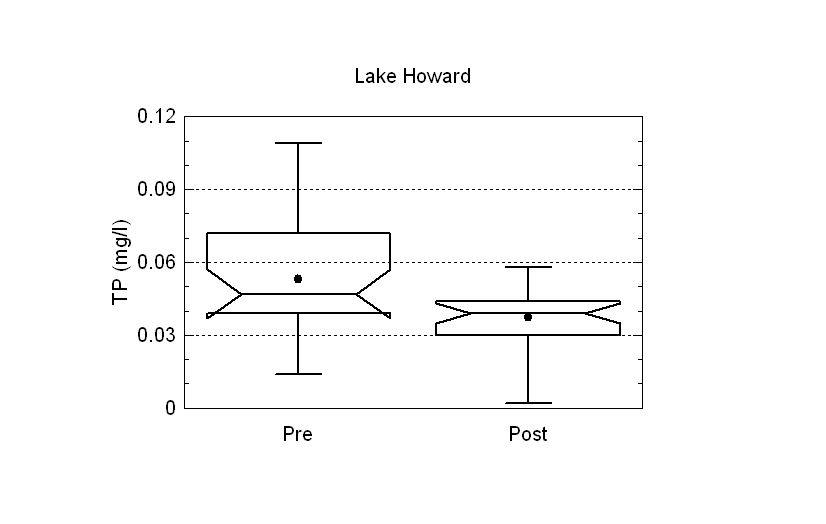 Lake Howard
0.12
0.09
0.06
0.03
0
TP (mg/l)
Pre
Post